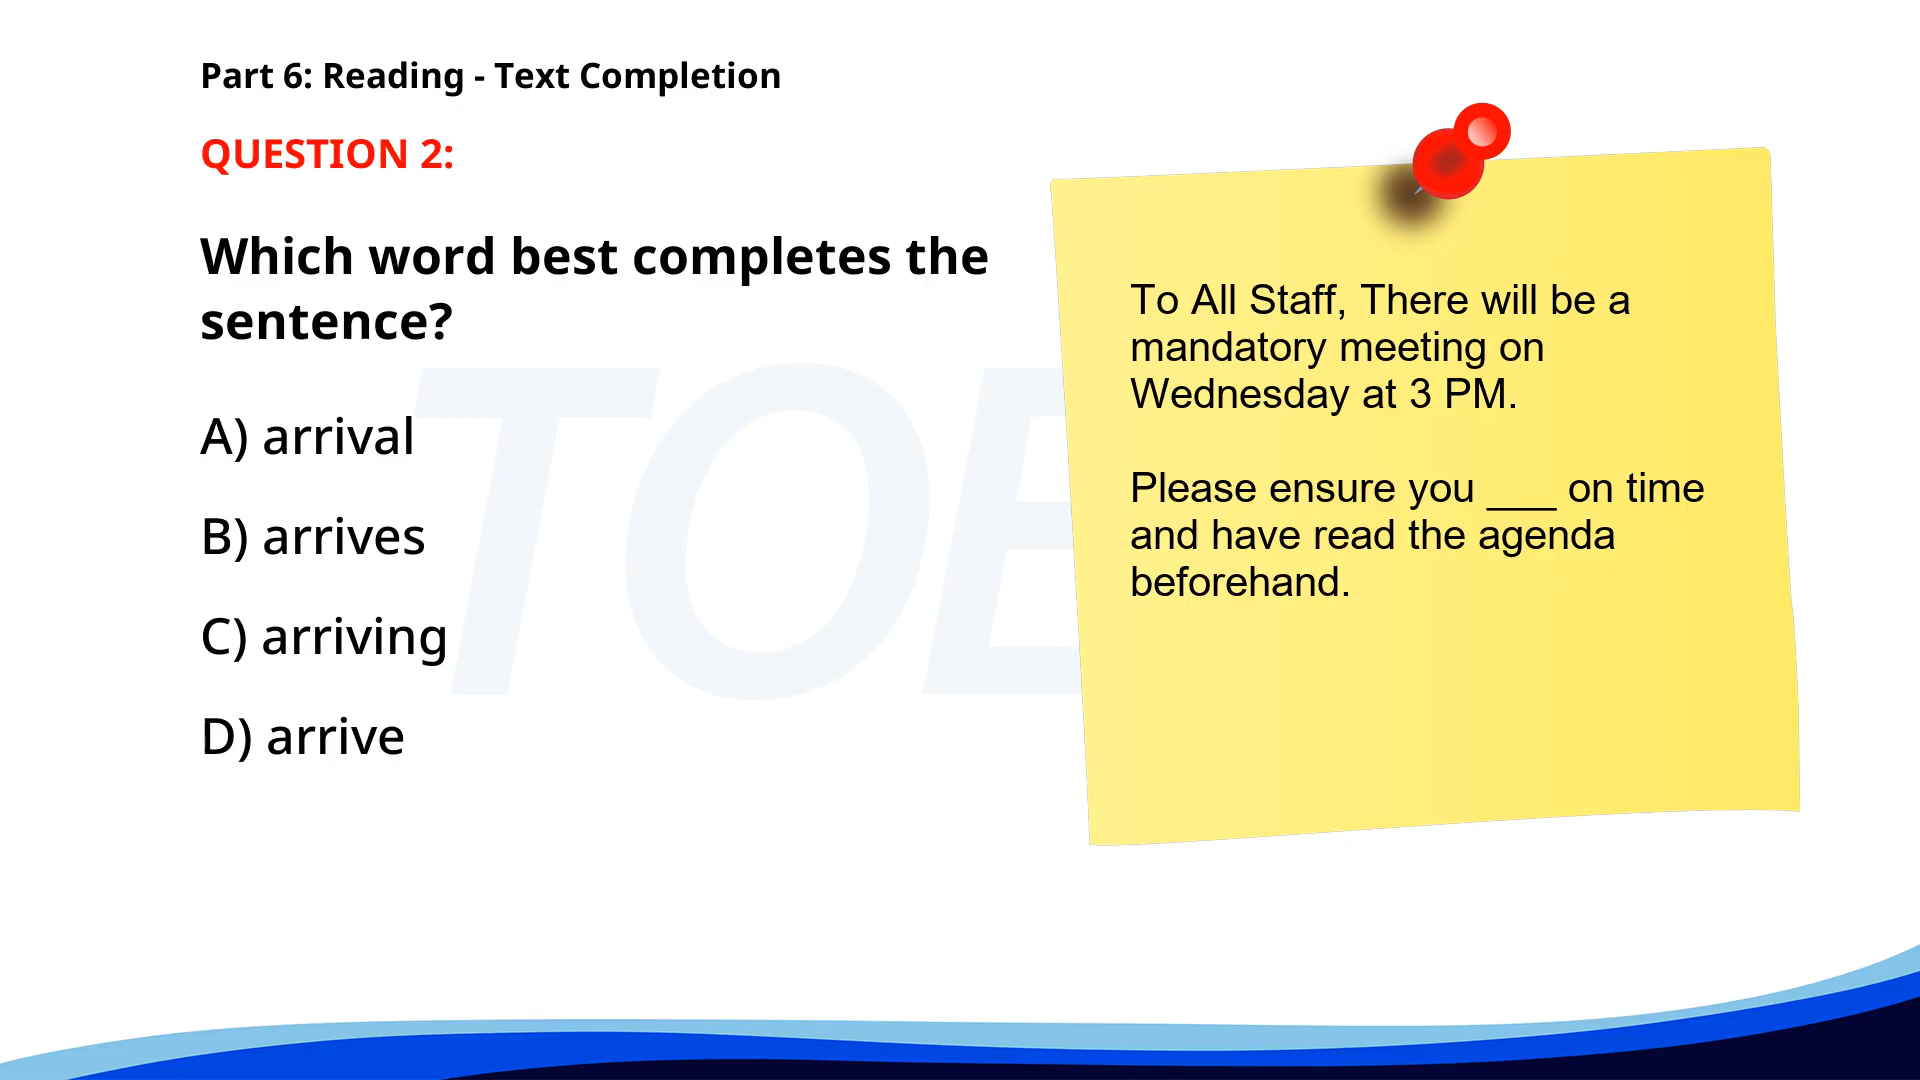 Part 6: Reading - Text Completion
QUESTION 2:
Which word best completes the
sentence?
A) arrival
B) arrives
C) arriving
D) arrive
To All Staff, There will be a
mandatory meeting on
Wednesday at 3 PM.
Please ensure you ___ on time
and have read the agenda
beforehand.